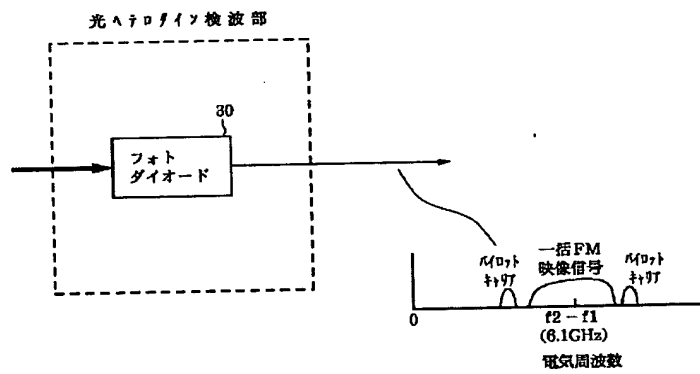 光ヘテロダイン検波部
30
フォト
ダイオード
一括FM
映像信号
パイロット
キャリア
パイロット
キャリア
0
f2-f1
(6.1GHz)
電気周波数